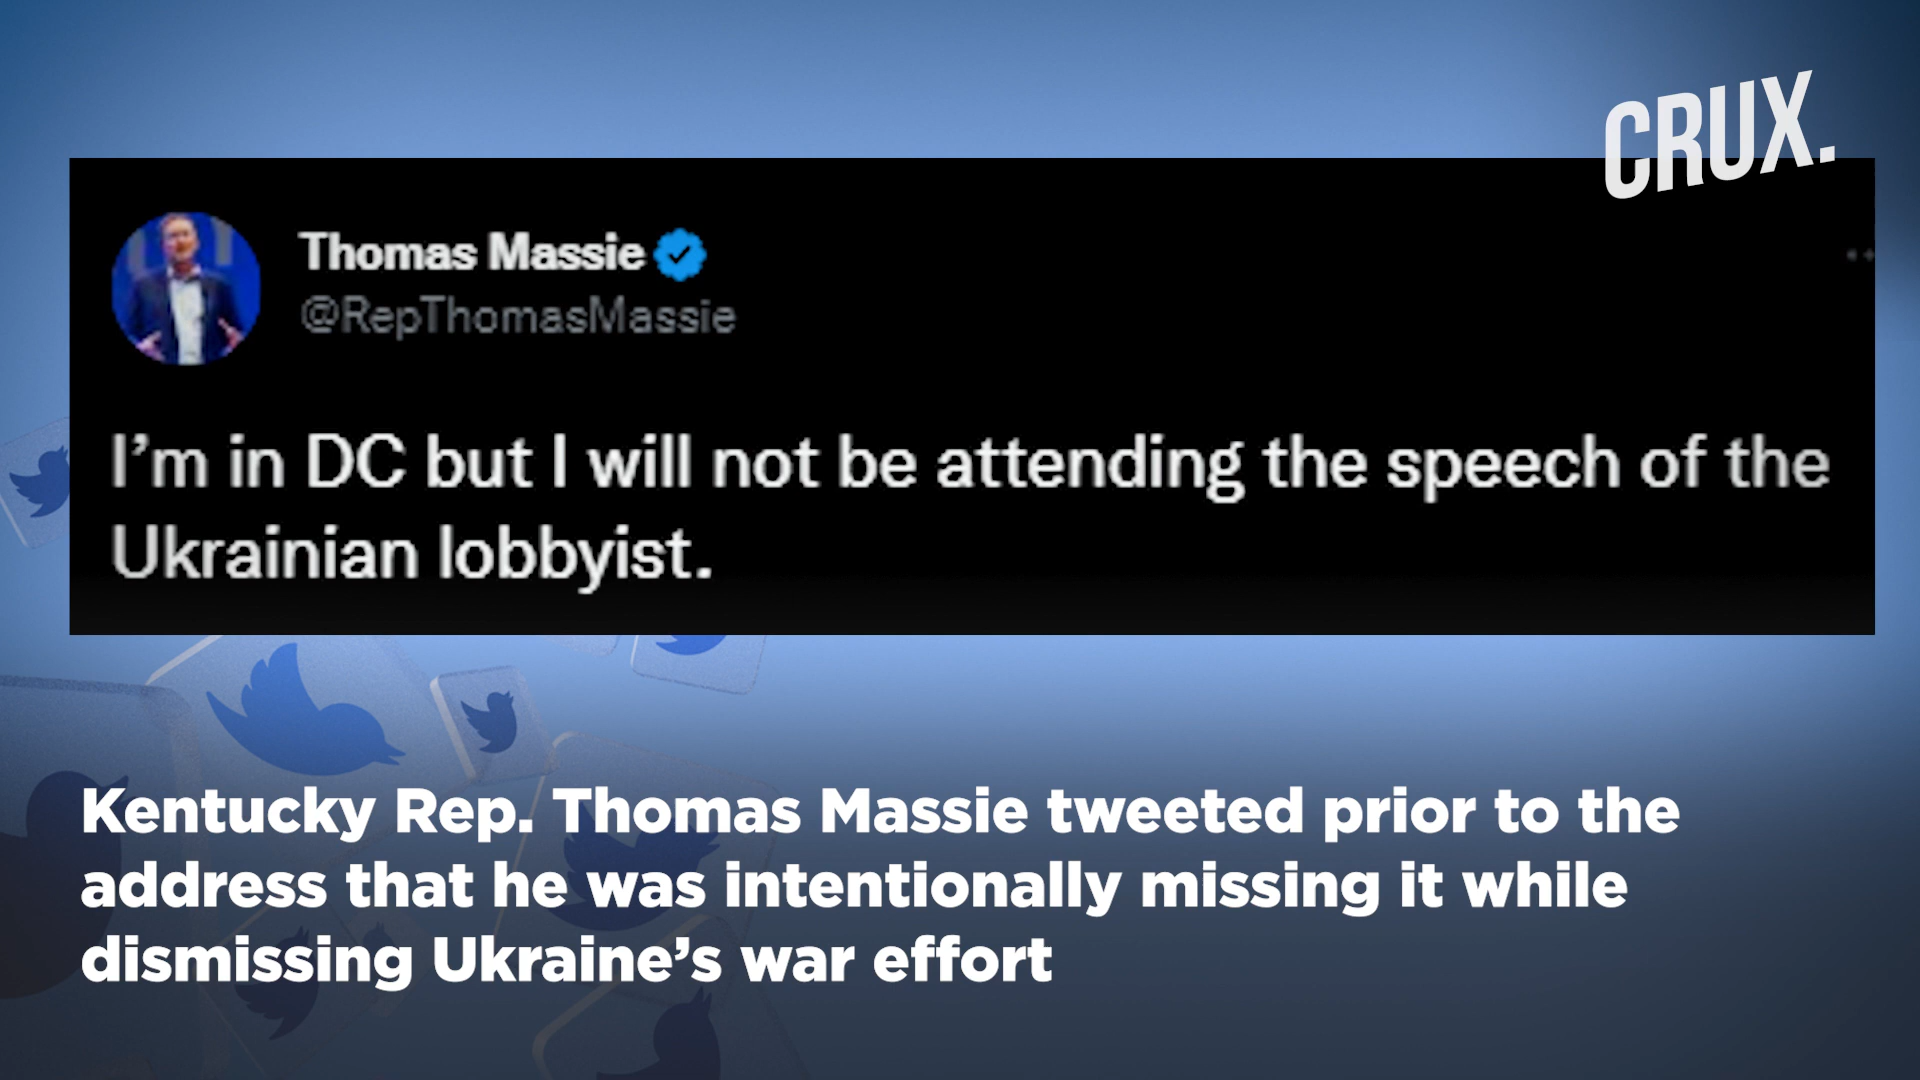 CRUX.
Thomas Massie
@RepThomasMassie
I’m in DC but I will not be attending the speech of the
Ukrainian lobbyist.
Kentucky Rep. Thomas Massie tweeted prior to the
address that he was intentionally missing it while
dismissing Ukraine’s war effort